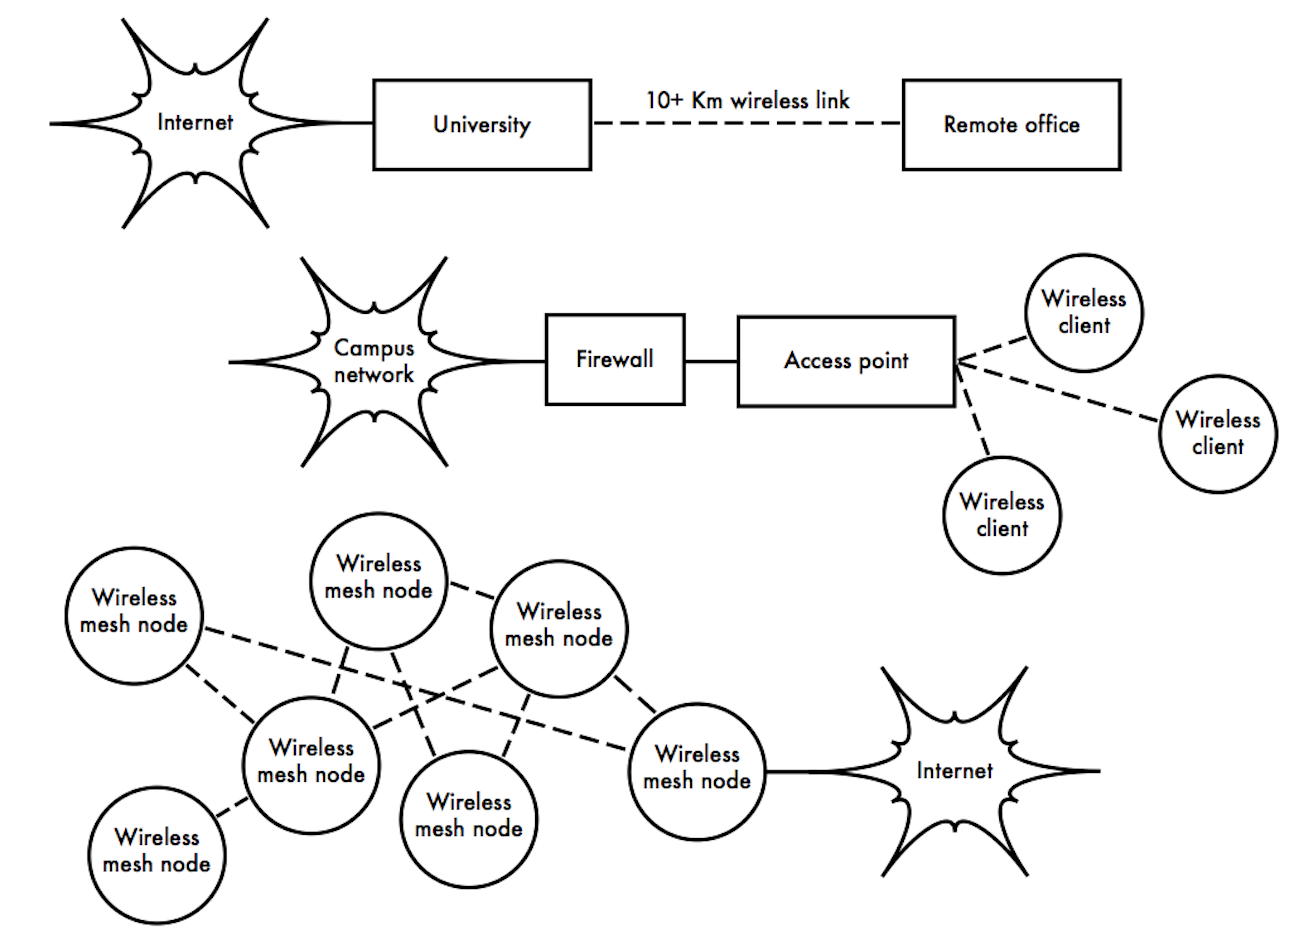 Internet
University
10+ Km wireless link
Remote office
Campus
network
Firewall
Access point
Wireless
client
Wireless
client
Wireless
client
Wireless
mesh node
Wireless
mesh node
Wireless
mesh node
Wireless
mesh node
Wireless
mesh node
Wireless
mesh node
Wireless
mesh node
Internet